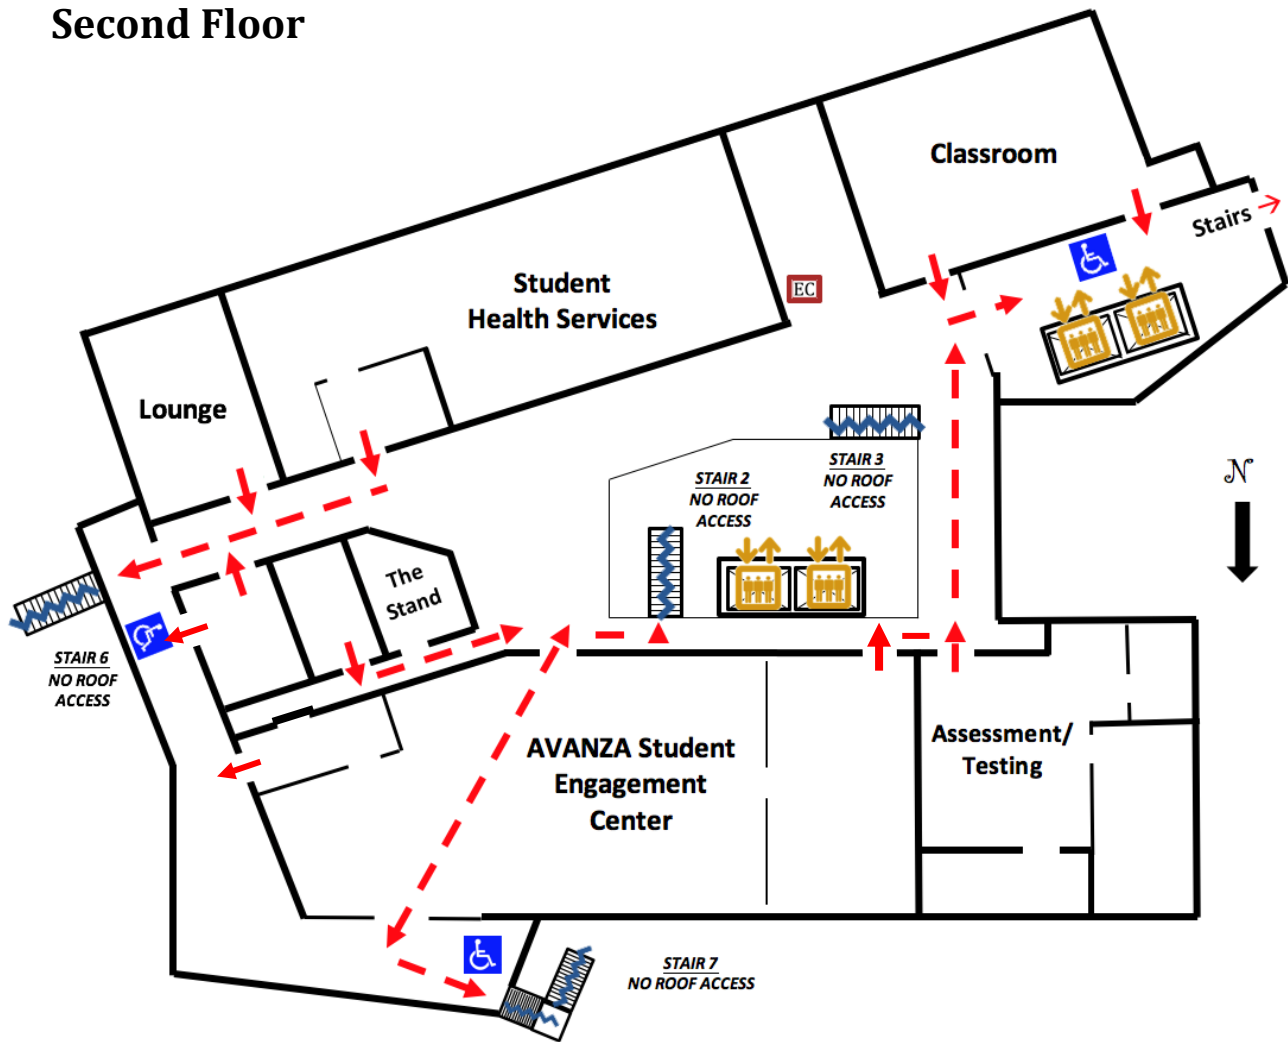 Second Floor
Classroom
Stairs
Student
Health Services
EC
Lounge
STAIR 3
NO ROOF
ACCESS
STAIR 2
NO ROOF
ACCESS
N
The
Stand
STAIR 6
NO ROOF
ACCESS
AVANZA Student
Engagement
Center
Assessment/
Testing
STAIR 7
NO ROOF ACCESS